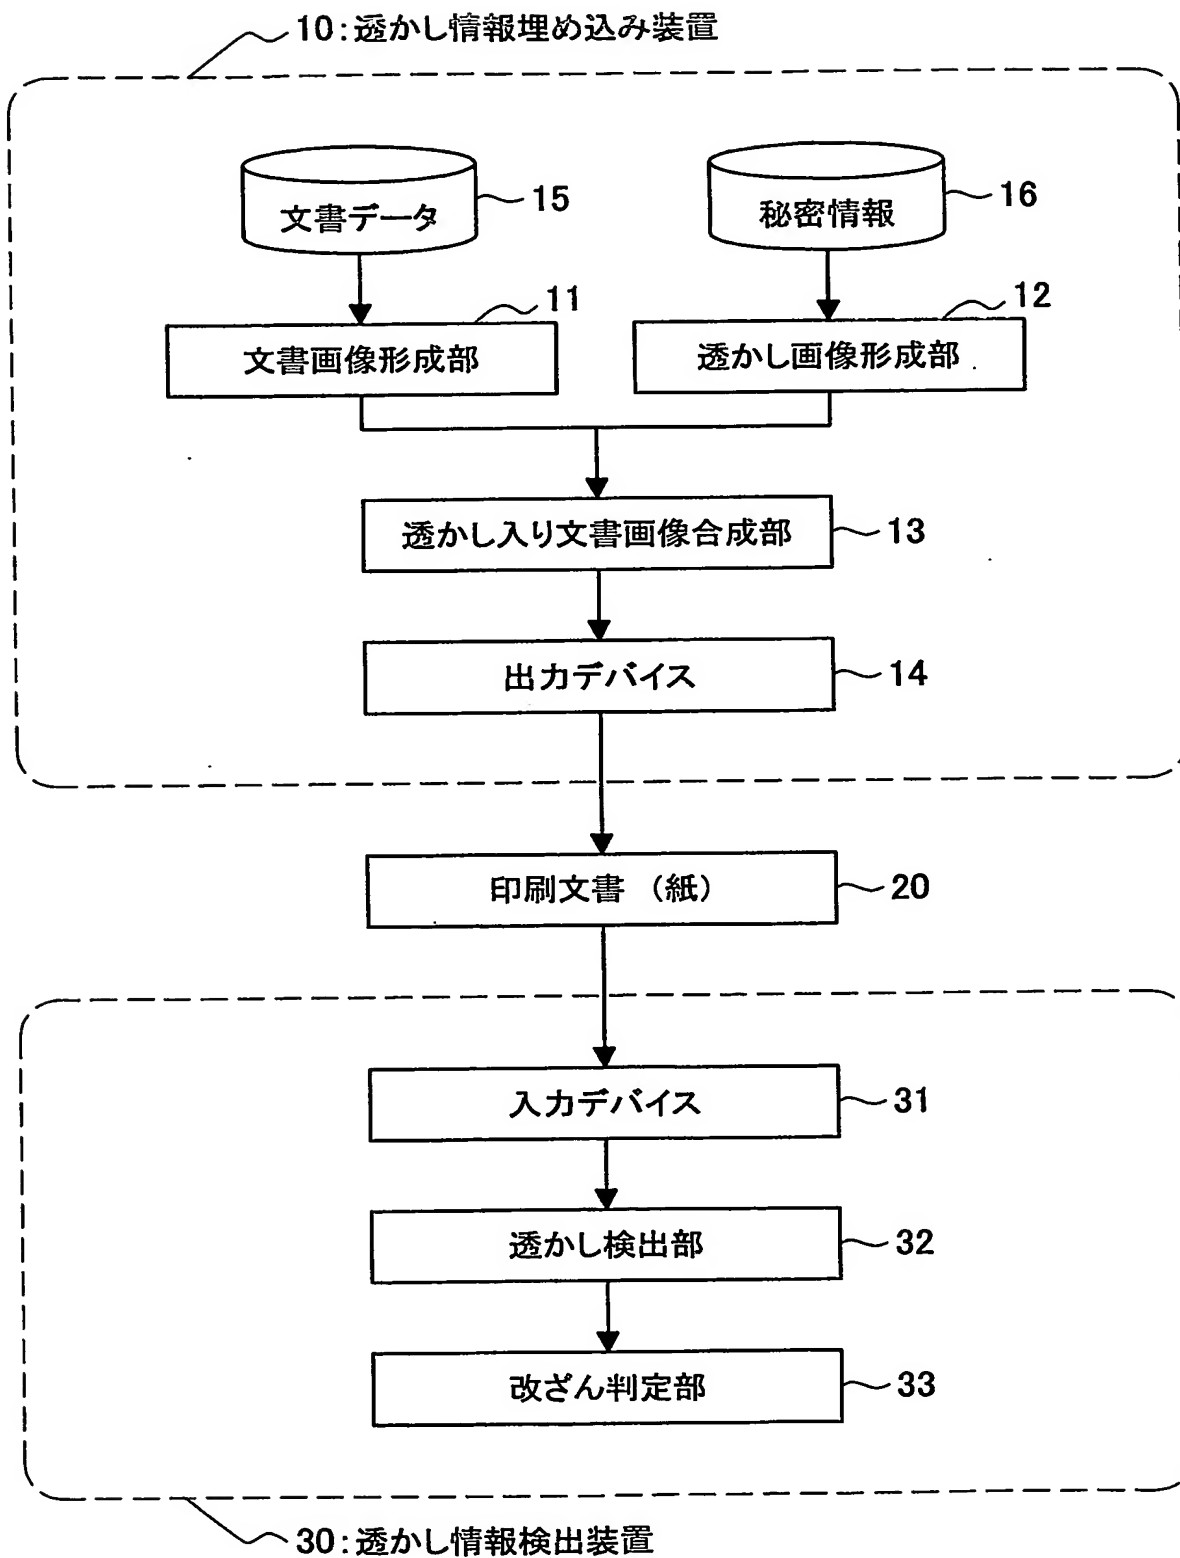 10:透かし情報埋め込み装置
文書データ 15
秘密情報 16
11
文書画像形成部
12
透かし画像形成部
透かし入り文書画像合成部 13
出力デバイス 14
印刷文書 （紙） 20
入力デバイス 31
透かし検出部 32
改ざん判定部 33
30:透かし情報検出装置